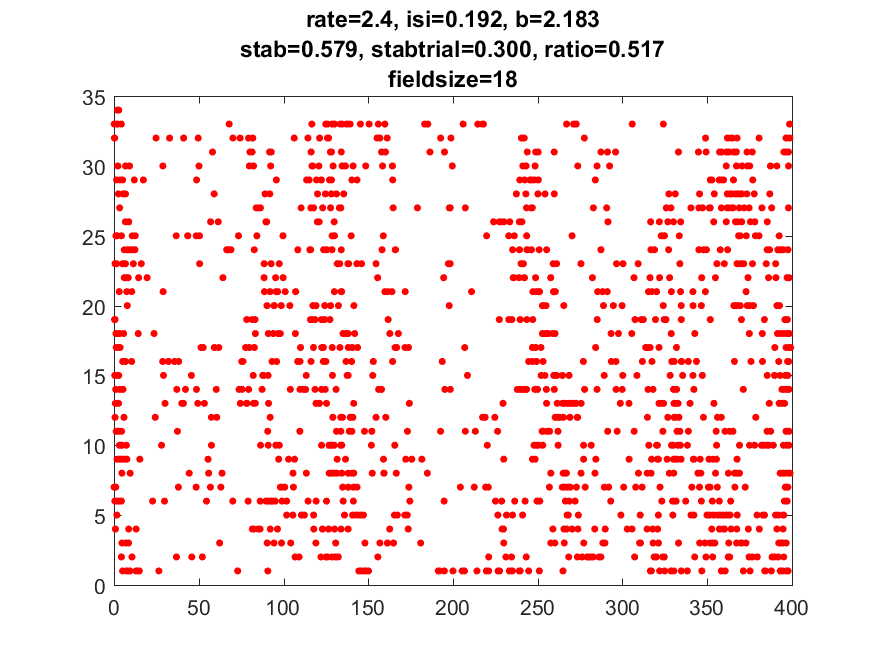 rate=2.4, isi=0.192, b=2.183
stab=0.579, stabtrial=0.300, ratio=0.517
fieldsize=18
35
30
25
20
15
10
5
0
0 50 100 150 200 250 300 350 400